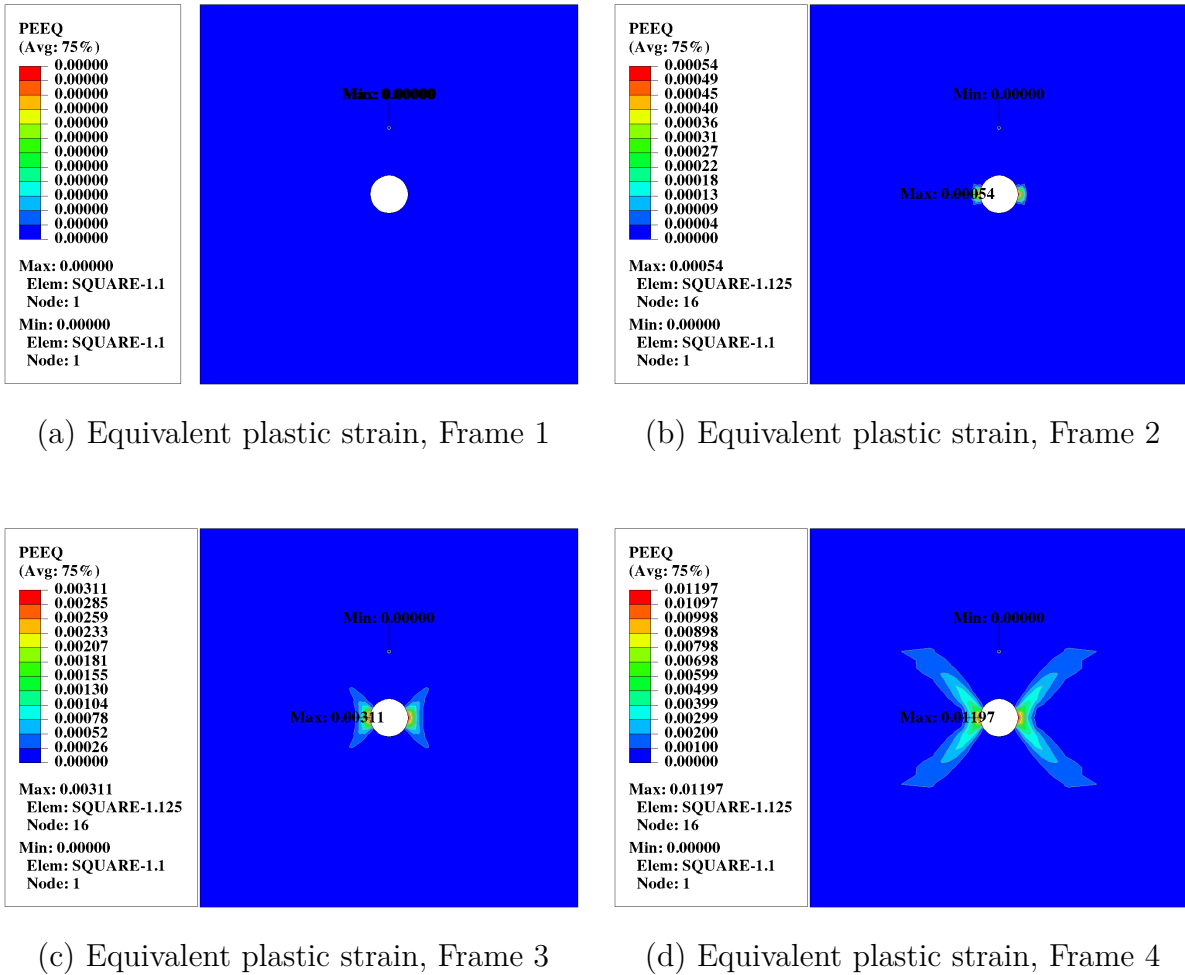 PEEQ
(Avg: 75%)
0.00000
0.00000
0.00000
0.00000
0.00000
0.00000
0.00000
0.00000
0.00000
0.00000
0.00000
0.00000
0.00000
Max: 0.00000
Elem: SQUARE-1.1
Node: 1
Min: 0.00000
Elem: SQUARE-1.1
Node: 1
Min: 0.00000
(a) Equivalent plastic strain, Frame 1
PEEQ
(Avg: 75%)
0.00054
0.00049
0.00045
0.00040
0.00036
0.00031
0.00027
0.00022
0.00018
0.00013
0.00009
0.00004
0.00000
Max: 0.00054
Elem: SQUARE-1.125
Node: 16
Min: 0.00000
Elem: SQUARE-1.1
Node: 1
Min: 0.00000
Max: 0.00054
(b) Equivalent plastic strain, Frame 2
PEEQ
(Avg: 75%)
0.00311
0.00285
0.00259
0.00233
0.00207
0.00181
0.00155
0.00130
0.00104
0.00078
0.00052
0.00026
0.00000
Max: 0.00311
Elem: SQUARE-1.125
Node: 16
Min: 0.00000
Elem: SQUARE-1.1
Node: 1
Min: 0.00000
Max: 0.00311
(c) Equivalent plastic strain, Frame 3
PEEQ
(Avg: 75%)
0.01197
0.01097
0.00998
0.00898
0.00798
0.00698
0.00599
0.00499
0.00399
0.00299
0.00200
0.00100
0.00000
Max: 0.01197
Elem: SQUARE-1.125
Node: 16
Min: 0.00000
Elem: SQUARE-1.1
Node: 1
Min: 0.00000
Max: 0.01197
(d) Equivalent plastic strain, Frame 4